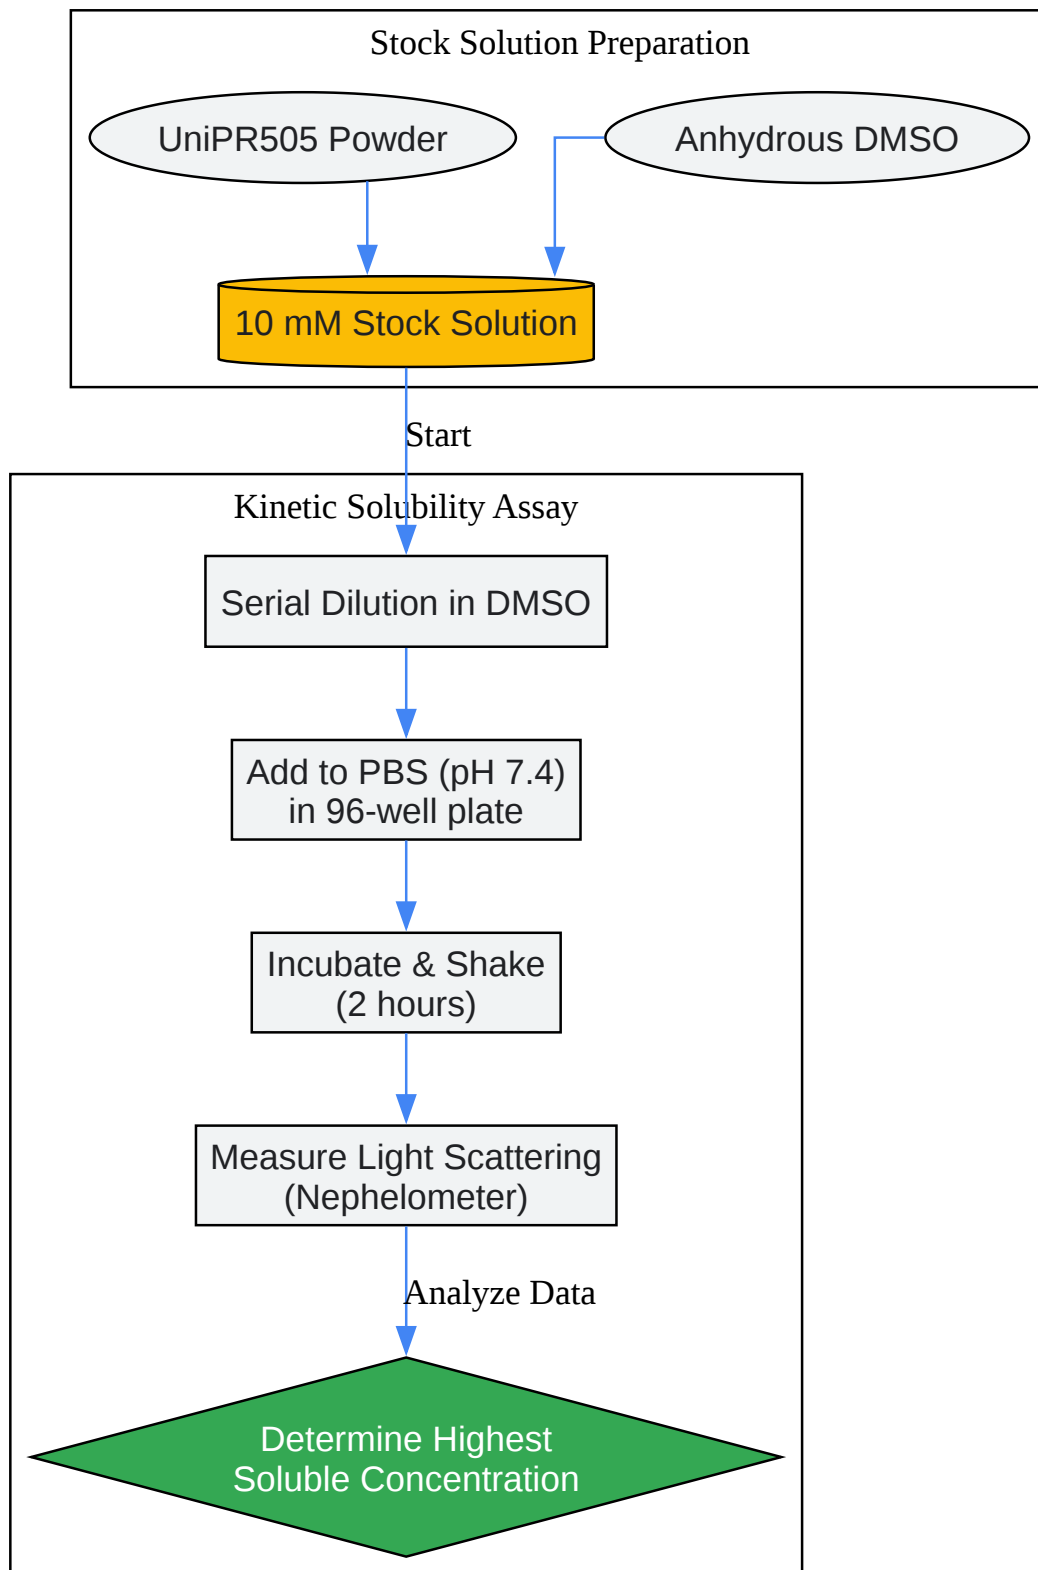 Stock Solution Preparation
UniPR505 Powder
Anhydrous DMSO
10 mM Stock Solution
Start
Kinetic Solubility Assay
Serial Dilution in DMSO
Add to PBS (pH 7.4)
in 96-well plate
Incubate & Shake
(2 hours)
Measure Light Scattering
(Nephelometer)
Analyze Data
Determine Highest
Soluble Concentration